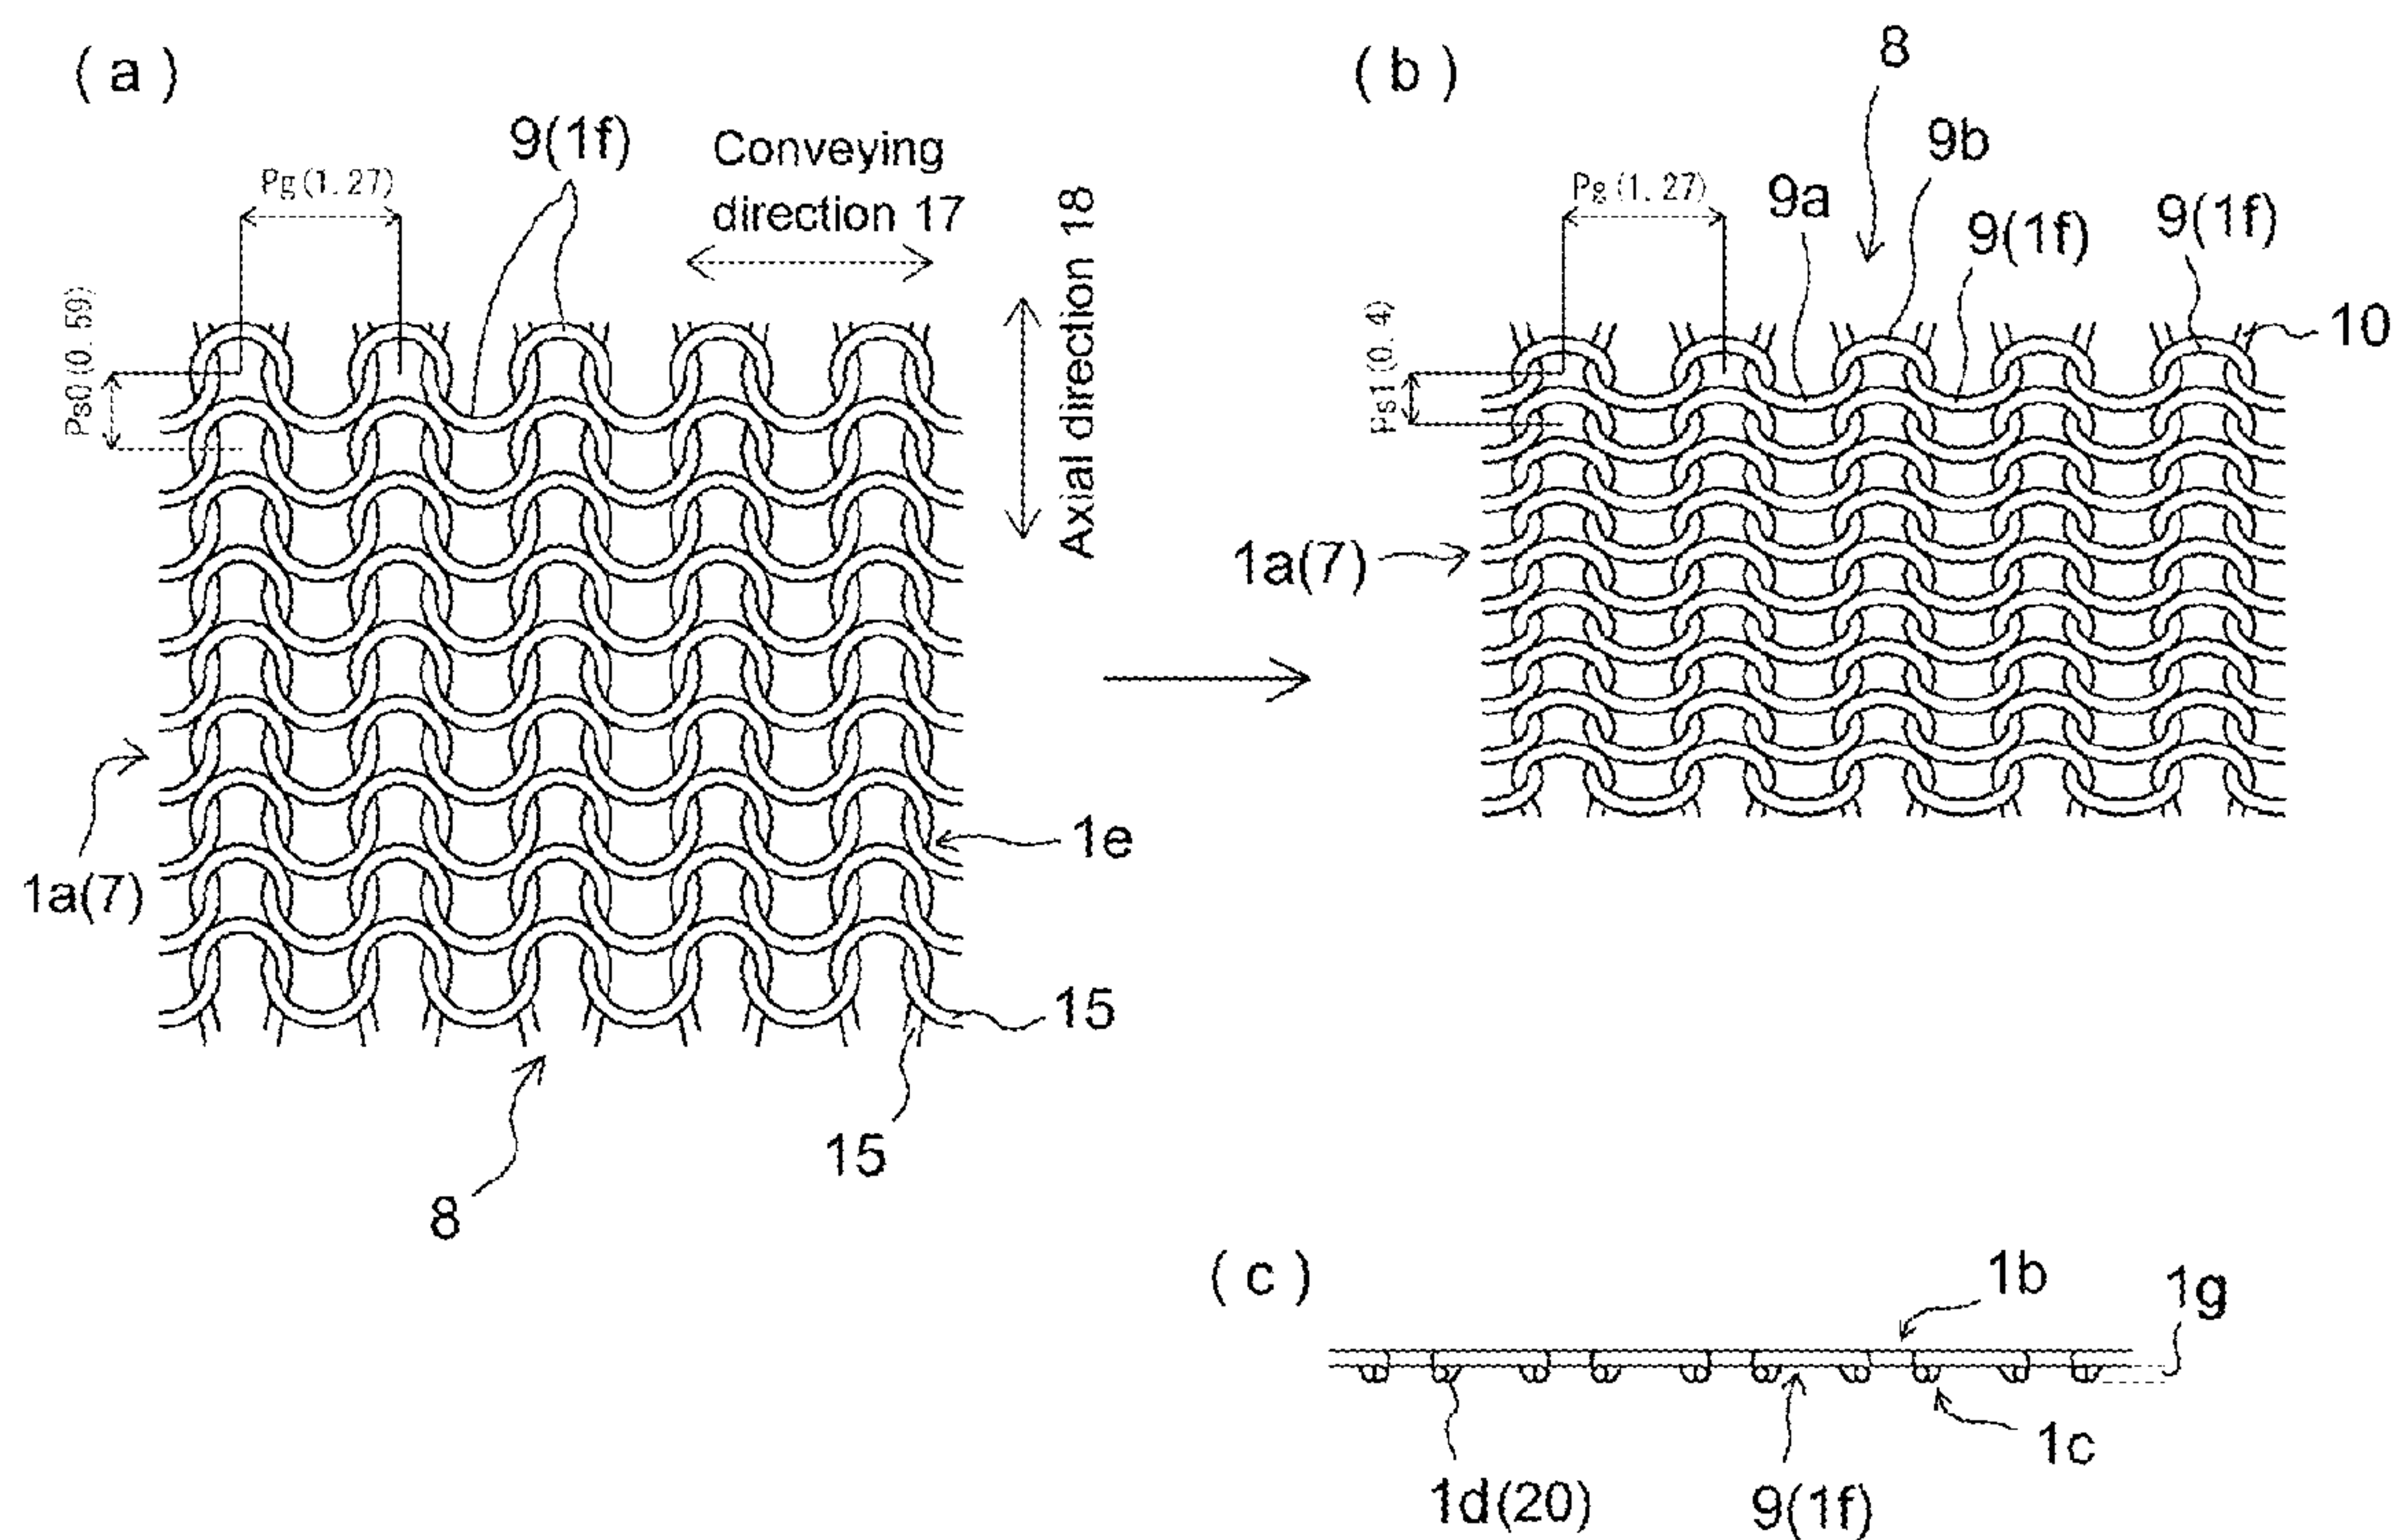 ( a )
9(1f)
Conveying
direction 17
Pg(1.27)
Ps0(0.59)
Axial direction 18
1a(7)
1e
15
15
8
( b )
8
9b
9a
Pg(1.27)
9(1f)
9(1f)
10
Ps1(0.4)
1a(7)
( c )
1b
1g
1c
1d(20)
9(1f)